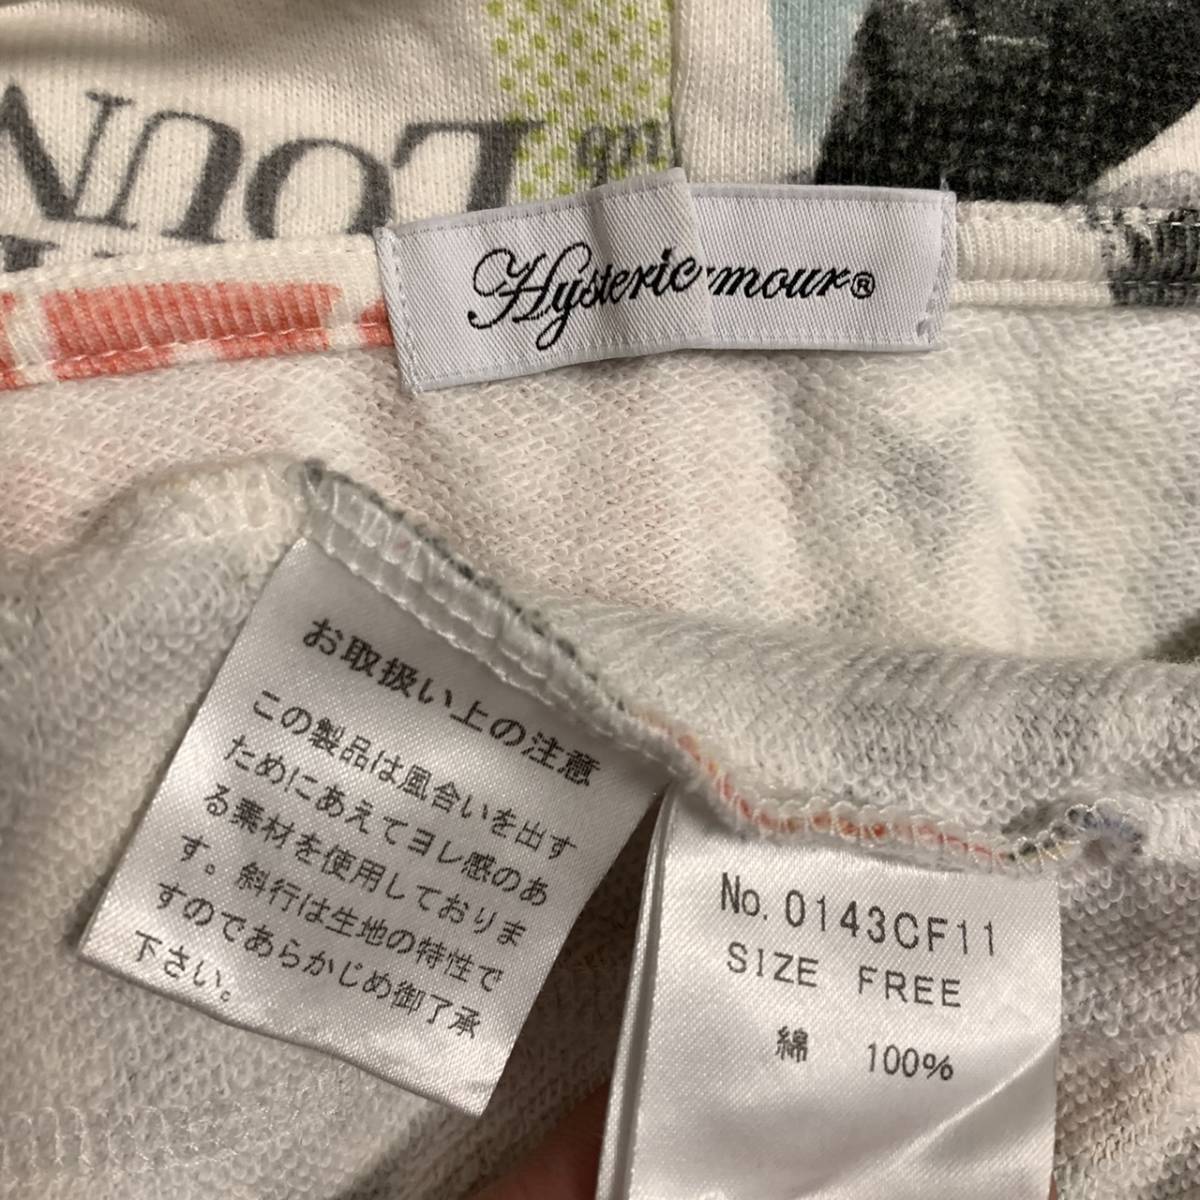 LOUN
Hysteric mour®
お取扱い上の注意
この製品は風合いを出す
ためにあえてヨレ感のあ
る素材を使用しておりま
す。斜行は生地の特性で
すのであらかじめ御了承
下さい。
No. 0143CF11
SIZE FREE
綿 100%